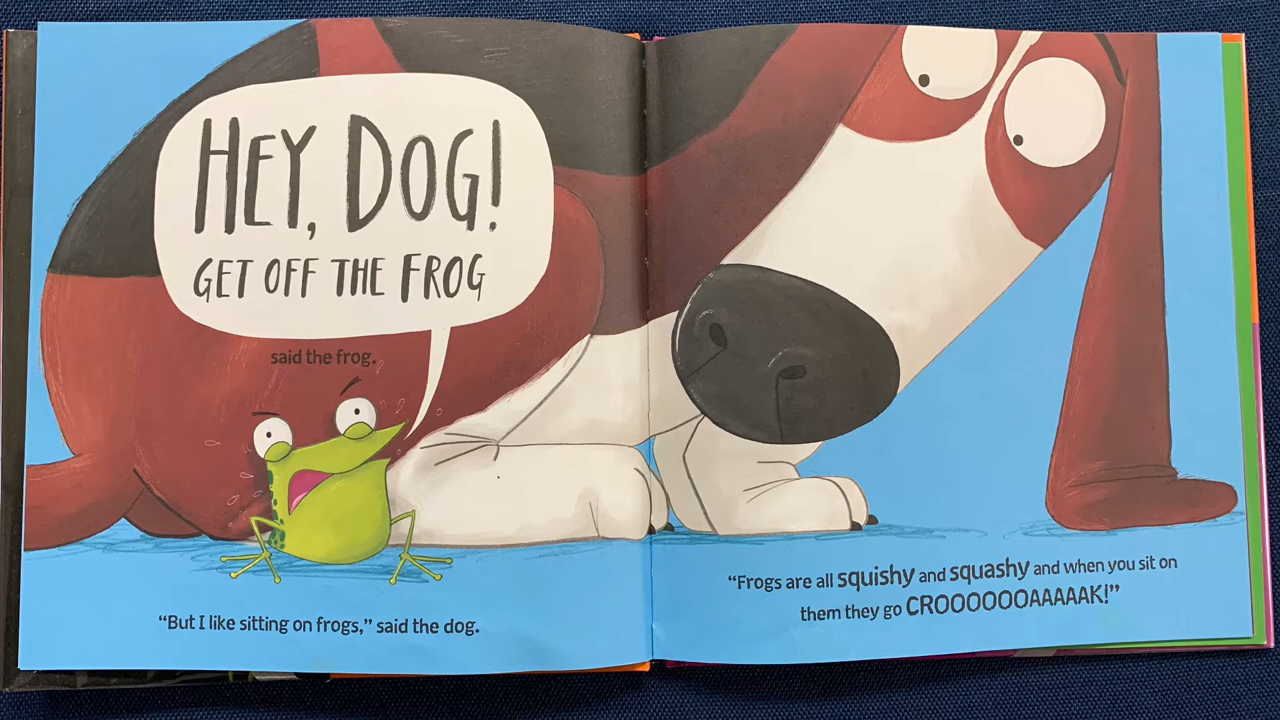 HEY, DOG!
GET OFF THE FROG
said the frog.
“But I like sitting on frogs,” said the dog.
“Frogs are all squishy and squashy and when you sit on
them they go CROOOOOOAAAAAK!”